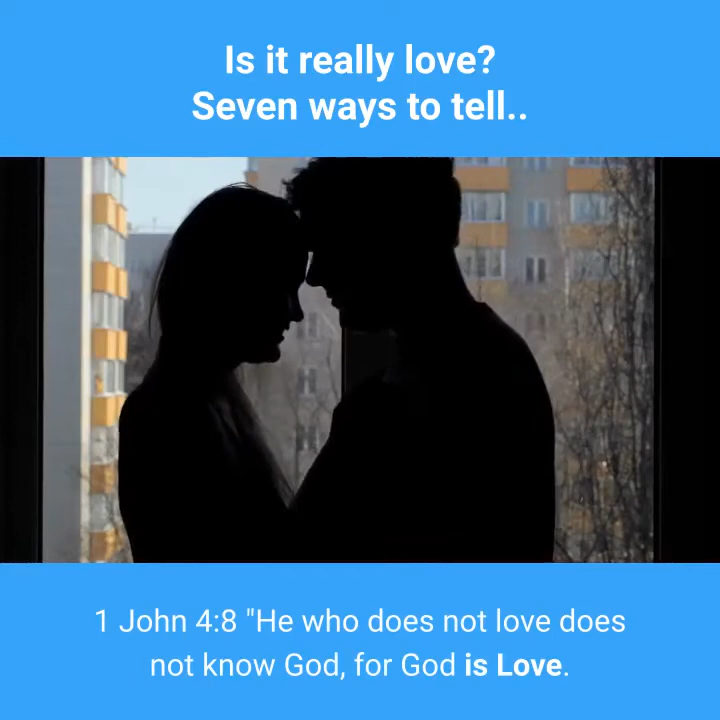 Is it really love?
Seven ways to tell..
1 John 4:8 "He who does not love does
not know God, for God is Love.